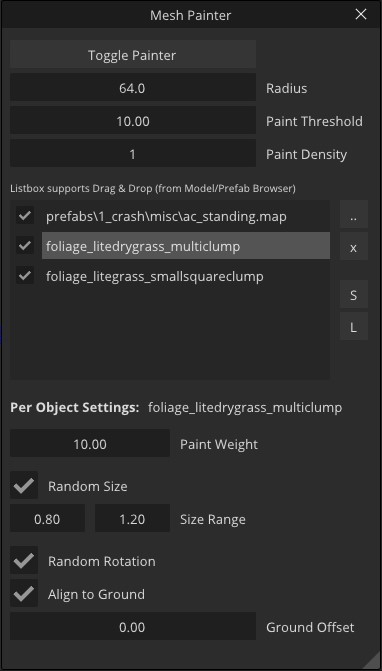 Mesh Painter
Toggle Painter
64.0 Radius
10.00 Paint Threshold
1 Paint Density
Listbox supports Drag & Drop (from Model/Prefab Browser)
prefabs\1_crash\misc\ac_standing.map ..
foliage_litedrygrass_multiclump x
foliage_litegrass_smallsquareclump
S
L
Per Object Settings: foliage_litedrygrass_multiclump
10.00 Paint Weight
Random Size
0.80 1.20 Size Range
Random Rotation
Align to Ground
0.00 Ground Offset